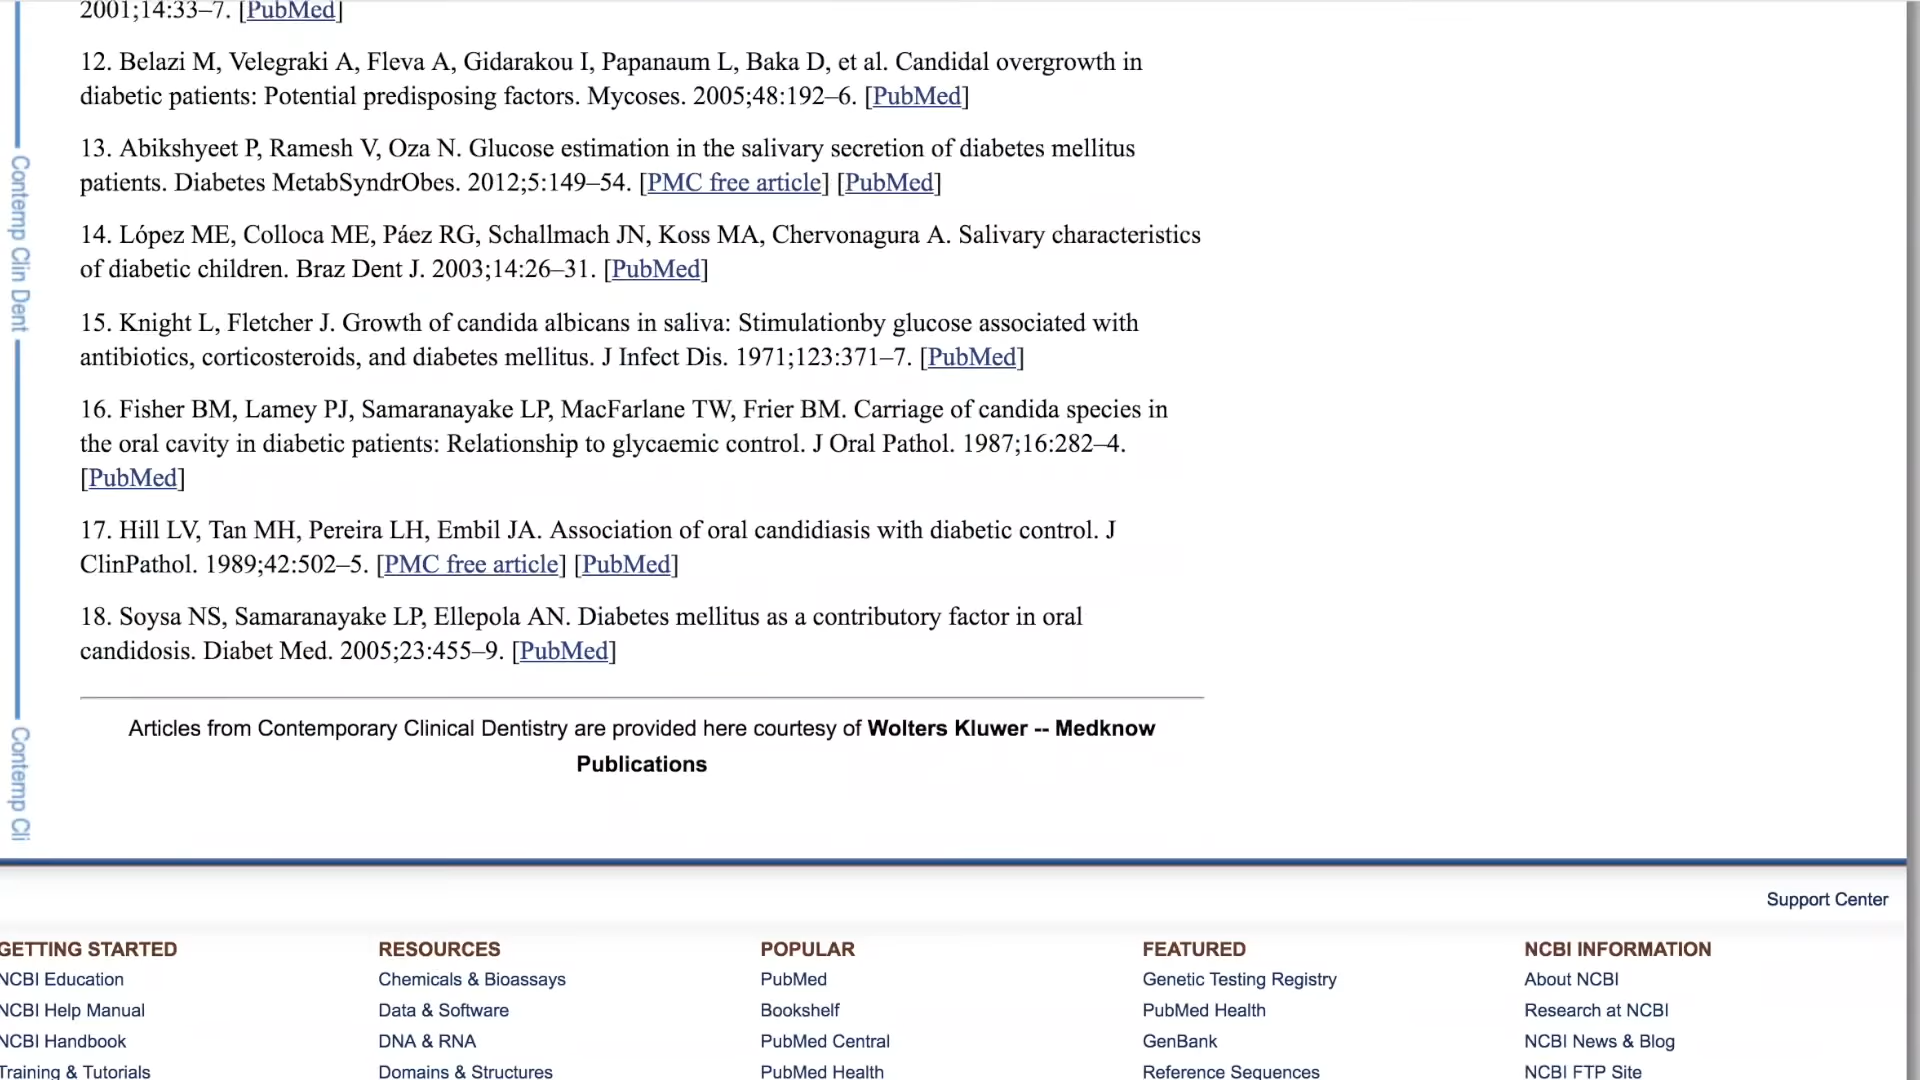 2001;14:33–7. [PubMed]
12. Belazi M, Velegraki A, Fleva A, Gidarakou I, Papanaum L, Baka D, et al. Candidal overgrowth in
diabetic patients: Potential predisposing factors. Mycoses. 2005;48:192–6. [PubMed]
13. Abikshyeet P, Ramesh V, Oza N. Glucose estimation in the salivary secretion of diabetes mellitus
patients. Diabetes MetabSyndrObes. 2012;5:149–54. [PMC free article] [PubMed]
14. López ME, Colloca ME, Páez RG, Schallmach JN, Koss MA, Chervonagura A. Salivary characteristics
of diabetic children. Braz Dent J. 2003;14:26–31. [PubMed]
15. Knight L, Fletcher J. Growth of candida albicans in saliva: Stimulationby glucose associated with
antibiotics, corticosteroids, and diabetes mellitus. J Infect Dis. 1971;123:371–7. [PubMed]
16. Fisher BM, Lamey PJ, Samaranayake LP, MacFarlane TW, Frier BM. Carriage of candida species in
the oral cavity in diabetic patients: Relationship to glycaemic control. J Oral Pathol. 1987;16:282–4.
[PubMed]
17. Hill LV, Tan MH, Pereira LH, Embil JA. Association of oral candidiasis with diabetic control. J
ClinPathol. 1989;42:502–5. [PMC free article] [PubMed]
18. Soysa NS, Samaranayake LP, Ellepola AN. Diabetes mellitus as a contributory factor in oral
candidosis. Diabet Med. 2005;23:455–9. [PubMed]
Articles from Contemporary Clinical Dentistry are provided here courtesy of Wolters Kluwer -- Medknow
Publications
Contemp Clin Dent
Contemp Cli
Support Center
GETTING STARTED
NCBI Education
NCBI Help Manual
NCBI Handbook
Training & Tutorials
RESOURCES
Chemicals & Bioassays
Data & Software
DNA & RNA
Domains & Structures
POPULAR
PubMed
Bookshelf
PubMed Central
PubMed Health
FEATURED
Genetic Testing Registry
PubMed Health
GenBank
Reference Sequences
NCBI INFORMATION
About NCBI
Research at NCBI
NCBI News & Blog
NCBI FTP Site